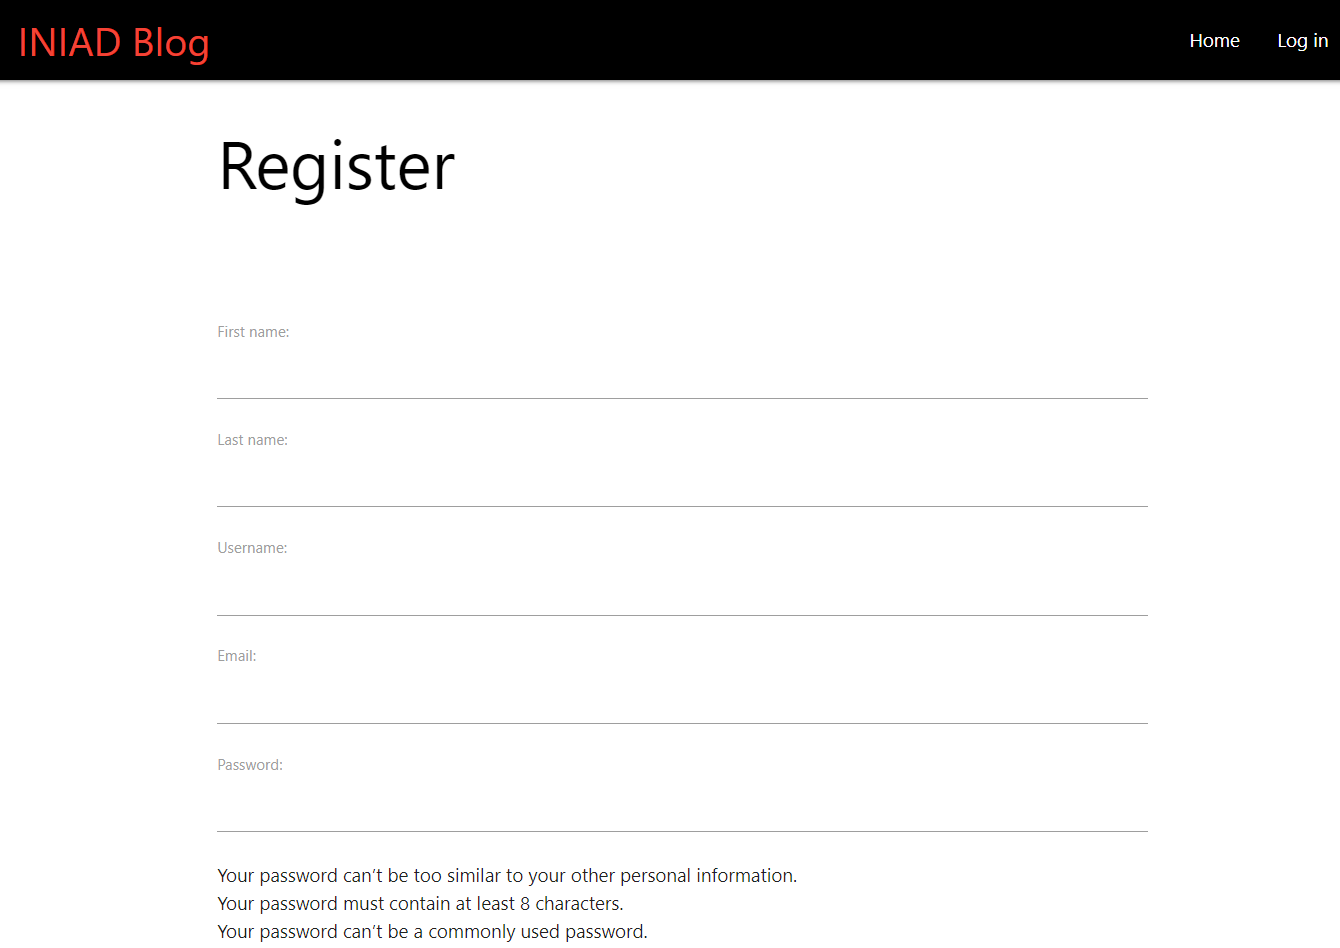 INIAD Blog
Home
Log in
Register
First name:
Last name:
Username:
Email:
Password:
Your password can't be too similar to your other personal information.
Your password must contain at least 8 characters.
Your password can't be a commonly used password.